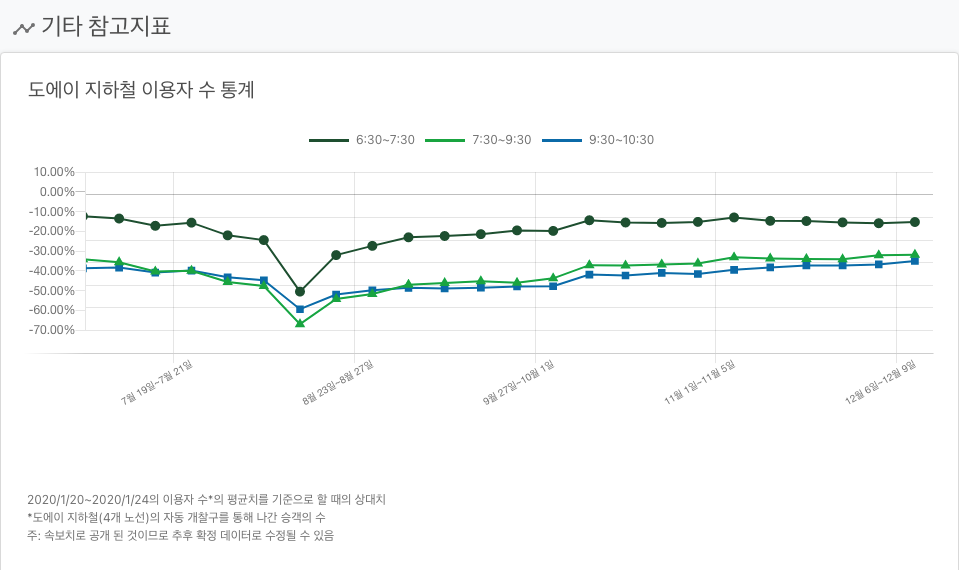 기타 참고지표
도에이 지하철 이용자 수 통계
6:30~7:30 7:30~9:30 9:30~10:30
10.00%
0.00%
-10.00%
-20.00%
-30.00%
-40.00%
-50.00%
-60.00%
-70.00%
7월 19일~7월 21일 8월 23일~8월 27일 9월 27일~10월 1일 11월 1일~11월 5일 12월 6일~12월 9일
2020/1/20~2020/1/24의 이용자 수*의 평균치를 기준으로 할 때의 상대치
*도에이 지하철(4개 노선)의 자동 개찰구를 통해 나간 승객의 수
주: 속보치로 공개 된 것이므로 추후 확정 데이터로 수정될 수 있음